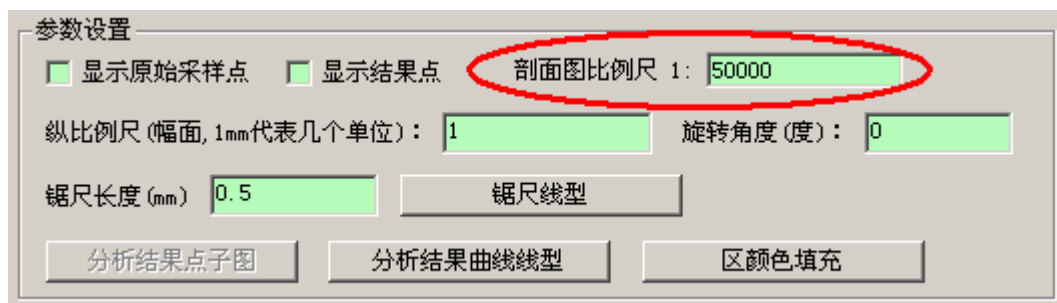 参数设置
显示原始采样点 显示结果点 剖面图比例尺 1: 50000
纵比例尺(幅面,1mm代表几个单位): 1 旋转角度(度): 0
锯尺长度(mm) 0.5 锯尺线型
分析结果点子图 分析结果曲线线型 区颜色填充